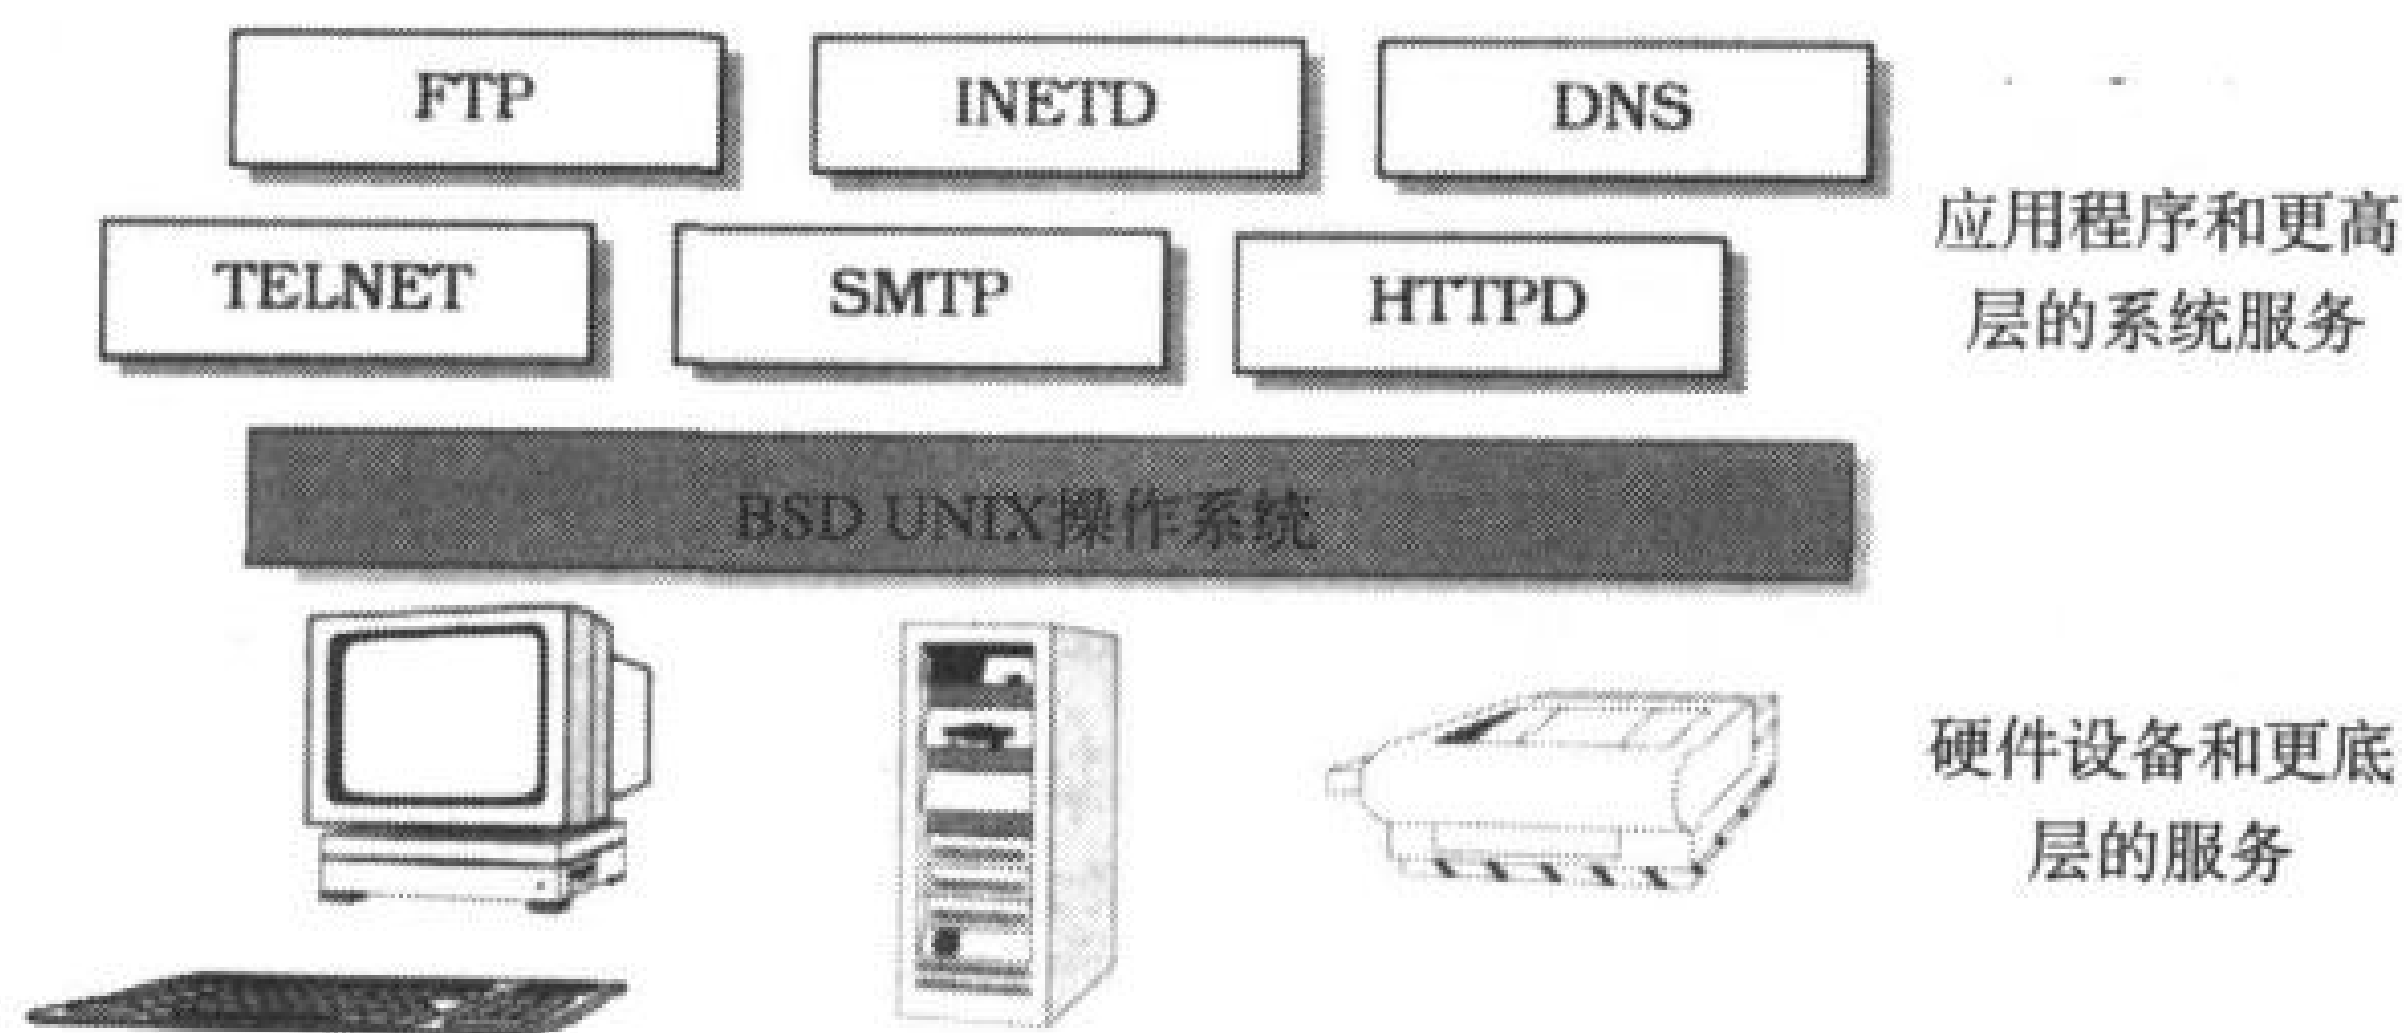 FTP
INETD
DNS
应用程序和更高
层的系统服务
TELNET
SMTP
HTTPD
BSD UNIX操作系统
硬件设备和更底
层的服务